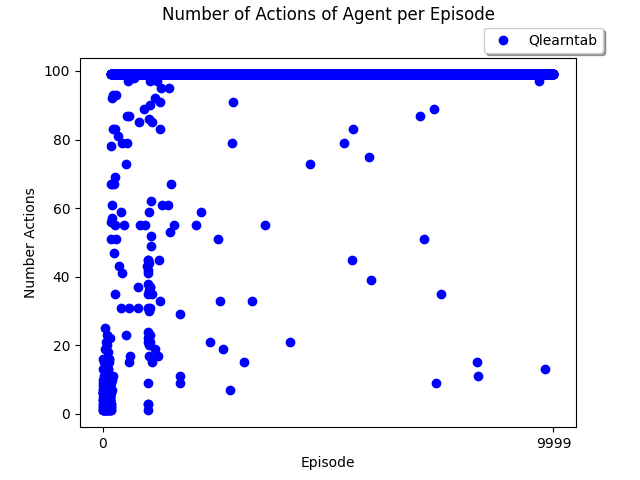 Number of Actions of Agent per Episode
Qlearntab
100
80
60
40
20
0
Number Actions
0 9999
Episode